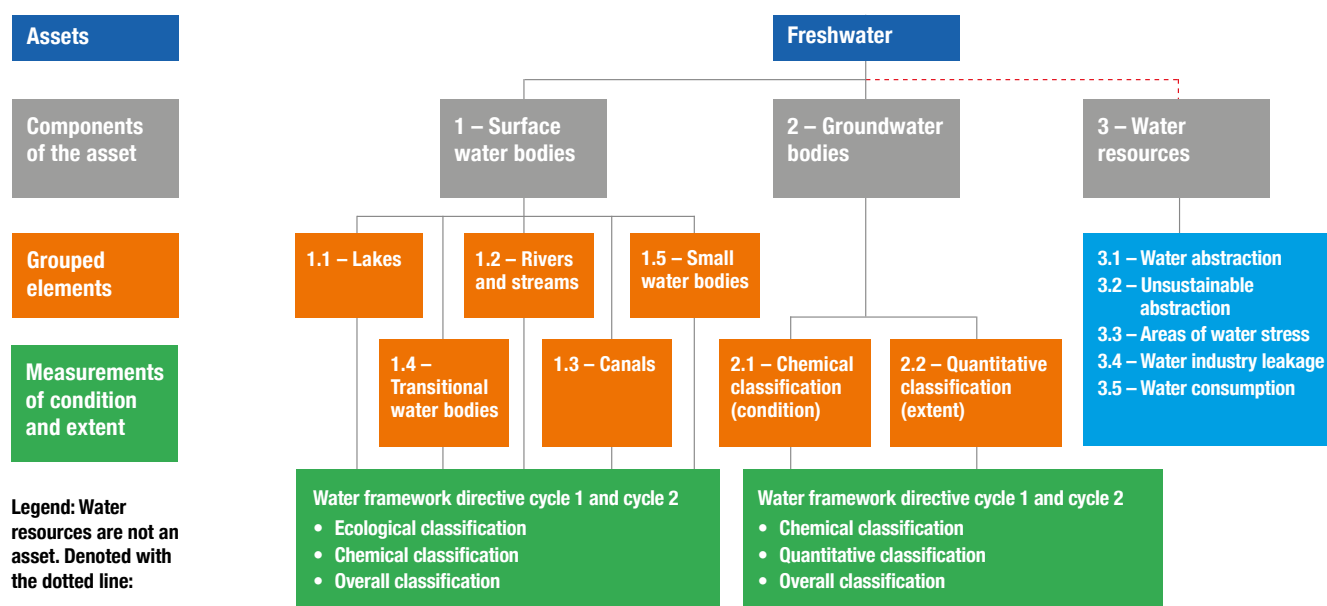 Assets
Freshwater
Components
of the asset
1 – Surface
water bodies
2 – Groundwater
bodies
3 – Water
resources
Grouped
elements
1.1 – Lakes
1.2 – Rivers
and streams
1.5 – Small
water bodies
3.1 – Water abstraction
3.2 – Unsustainable
abstraction
3.3 – Areas of water stress
3.4 – Water industry leakage
3.5 – Water consumption
Measurements
of condition
and extent
1.4 –
Transitional
water bodies
1.3 – Canals
2.1 – Chemical
classification
(condition)
2.2 – Quantitative
classification
(extent)
Legend: Water
resources are not an
asset. Denoted with
the dotted line:
Water framework directive cycle 1 and cycle 2
• Ecological classification
• Chemical classification
• Overall classification
Water framework directive cycle 1 and cycle 2
• Chemical classification
• Quantitative classification
• Overall classification